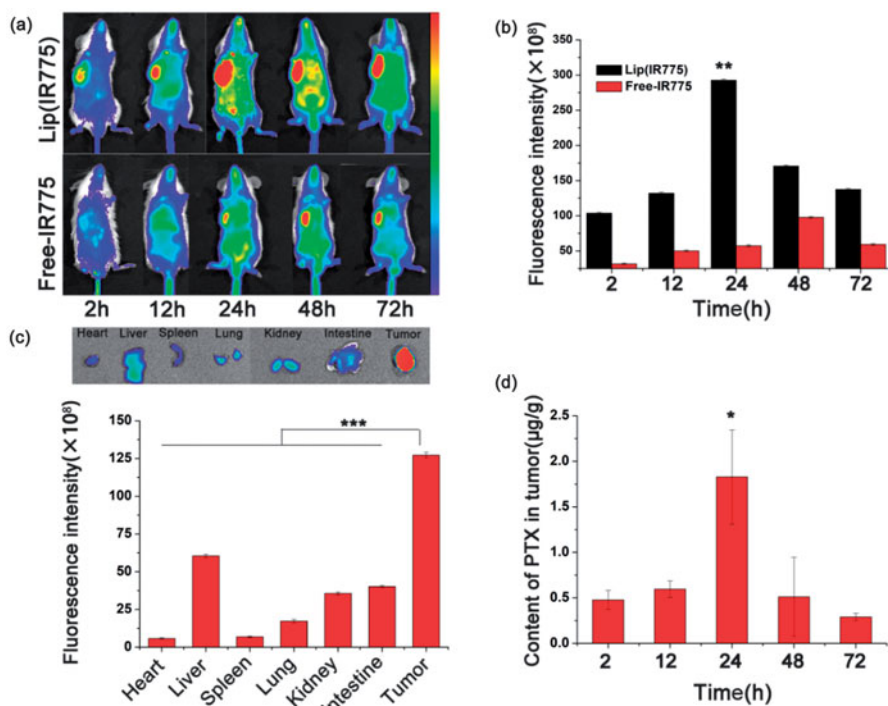 (a)
Lip(IR775)
Free-IR775
2h 12h 24h 48h 72h
(b)
Fluorescence intensity(×10⁸)
350
300
250
200
150
100
50
Lip(IR775)
Free-IR775
**
2 12 24 48 72
Time(h)
(c)
Heart Liver Spleen Lung Kidney Intestine Tumor
Fluorescence intensity(×10⁸)
150
125
100
75
50
25
0
***
Heart Liver Spleen Lung Kidney Intestine Tumor
(d)
Content of PTX in tumor(μg/g)
2.5
2.0
1.5
1.0
0.5
0.0
*
2 12 24 48 72
Time(h)